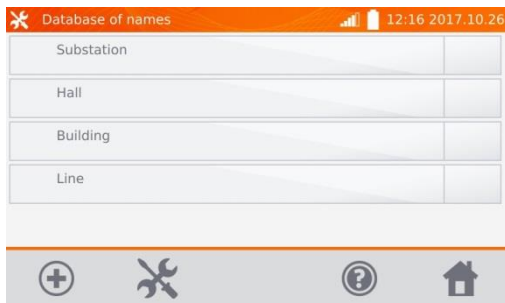 Database of names 12:16 2017.10.26
Substation
Hall
Building
Line